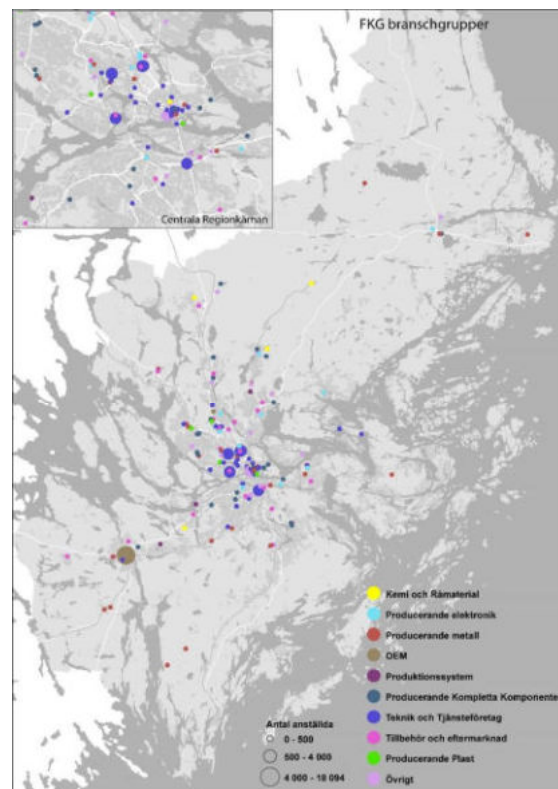 FKG branschgrupper
Centrala Regionkärnan
Kemi och Råmaterial
Producerande elektronik
Producerande metall
OEM
Produktionssystem
Producerande Kompletta Komponente
Teknik och Tjänsteföretag
Tillbehör och eftermarknad
Producerande Plast
Övrigt
Antal anställda
0 - 500
500 - 4 000
4 000 - 10 094